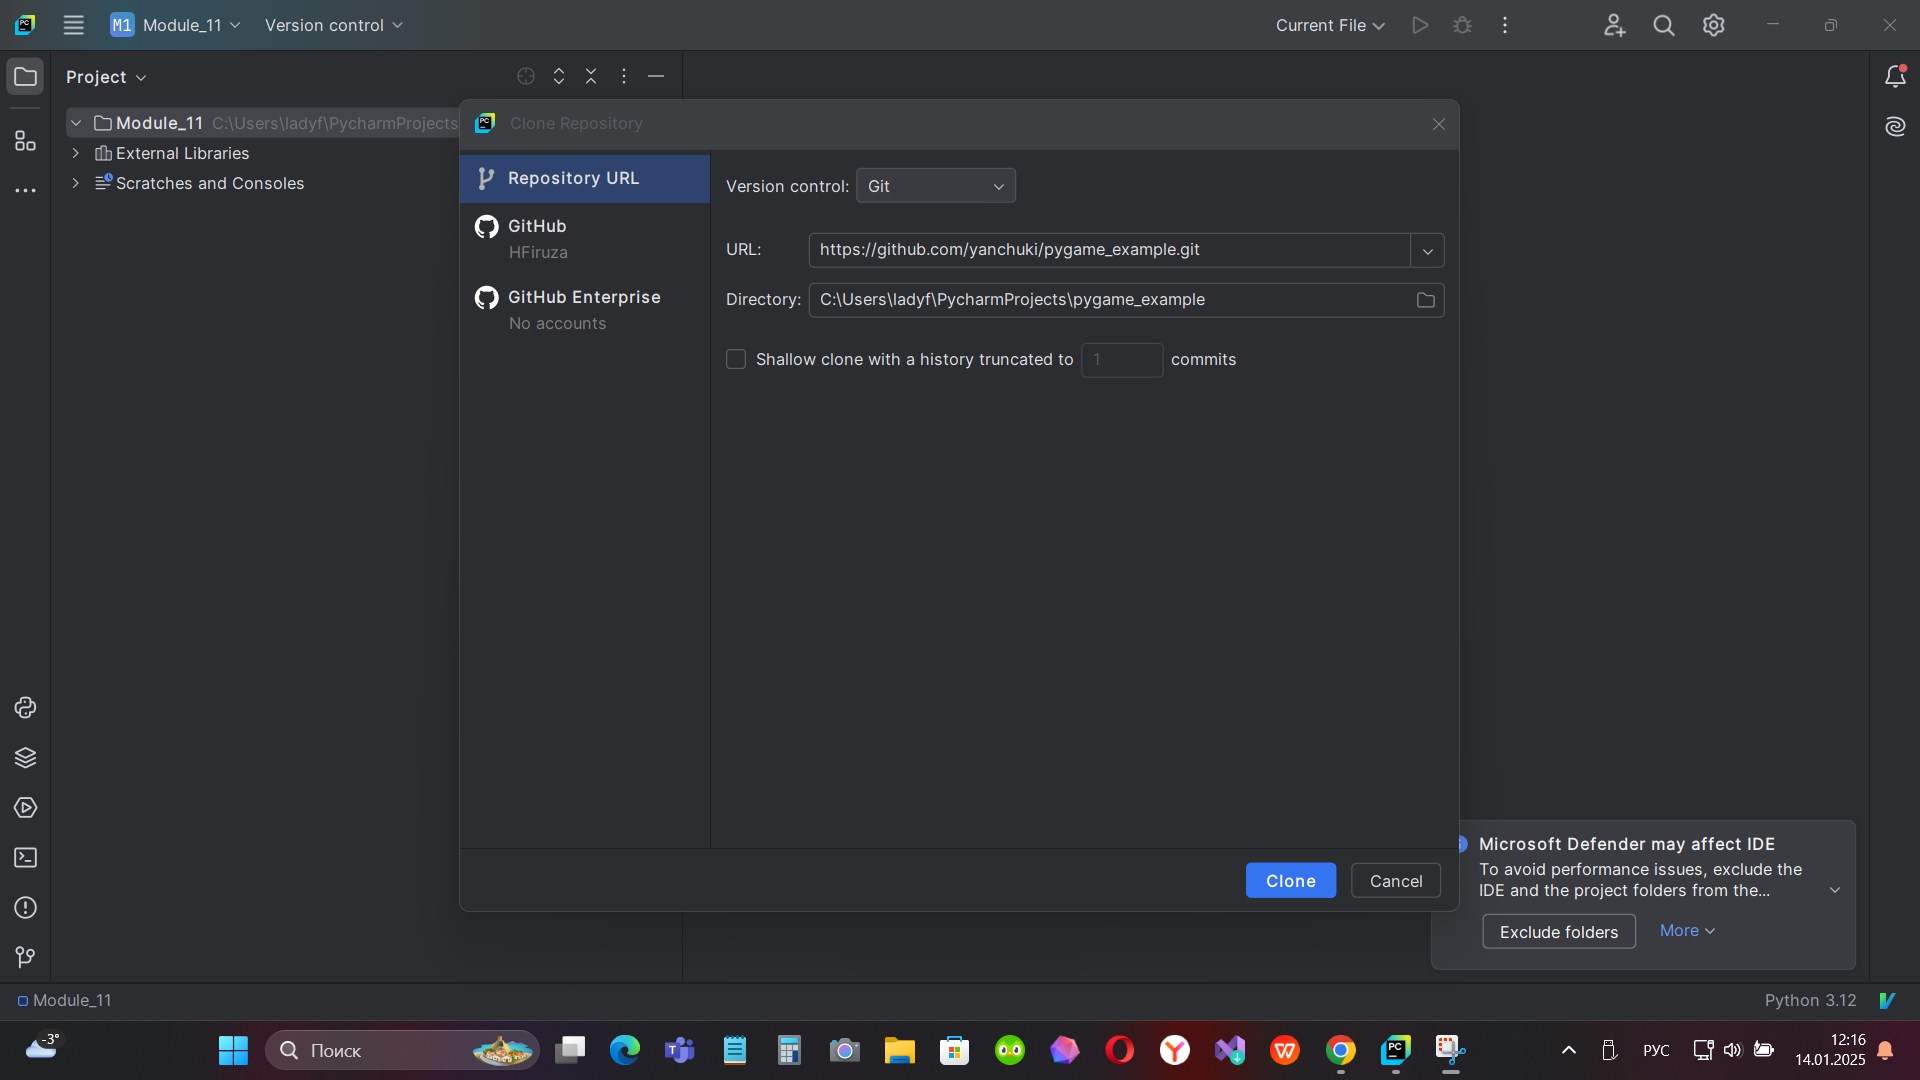 M1 Module_11
Version control
Current File
Project
Module_11 C:\Users\ladyf\PycharmProjects
External Libraries
Scratches and Consoles
Clone Repository
Repository URL
GitHub
HFiruza
GitHub Enterprise
No accounts
Version control: Git
URL: https://github.com/yanchuki/pygame_example.git
Directory: C:\Users\ladyf\PycharmProjects\pygame_example
Shallow clone with a history truncated to 1 commits
Clone
Cancel
Microsoft Defender may affect IDE
To avoid performance issues, exclude the
IDE and the project folders from the...
Exclude folders
More
Module_11
Python 3.12
-3°
Поиск
РУС
12:16
14.01.2025